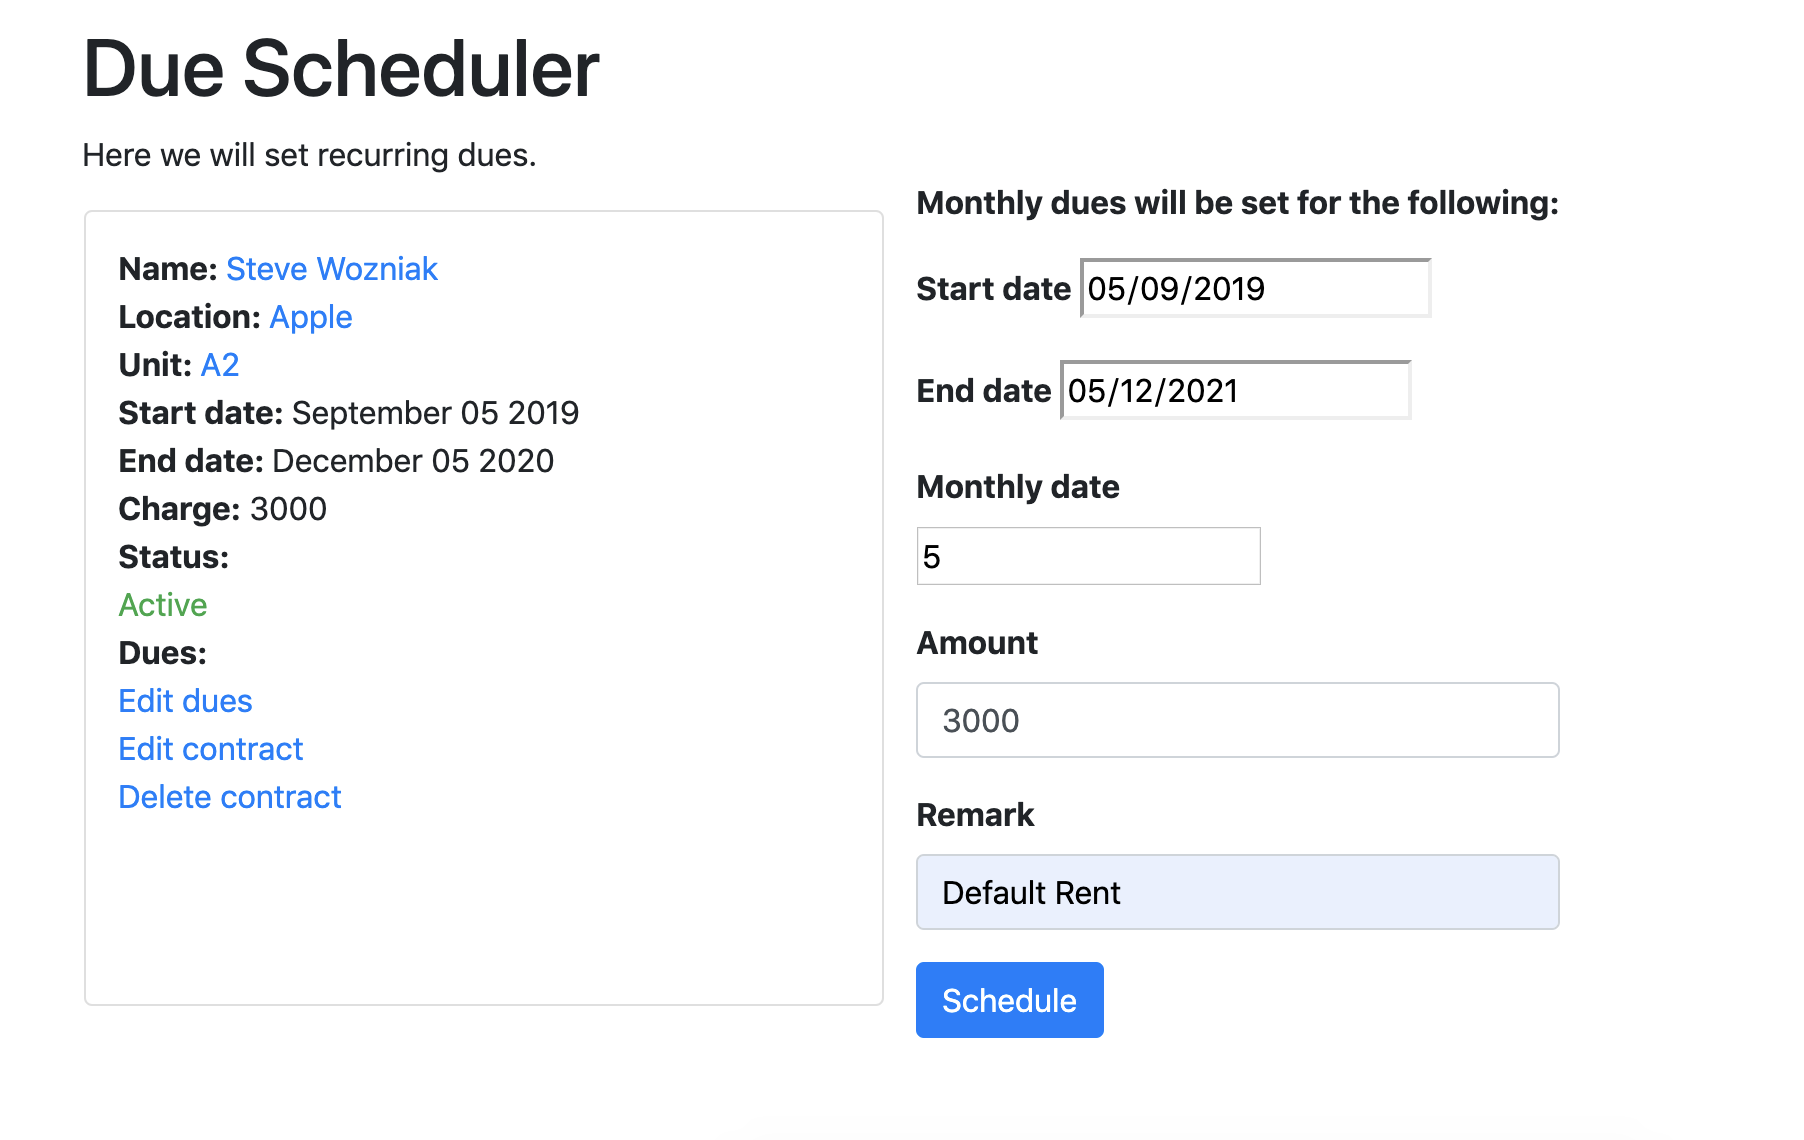 Due Scheduler
Here we will set recurring dues.
Name: Steve Wozniak
Location: Apple
Unit: A2
Start date: September 05 2019
End date: December 05 2020
Charge: 3000
Status:
Active
Dues:
Edit dues
Edit contract
Delete contract
Monthly dues will be set for the following:
Start date 05/09/2019
End date 05/12/2021
Monthly date
5
Amount
3000
Remark
Default Rent
Schedule